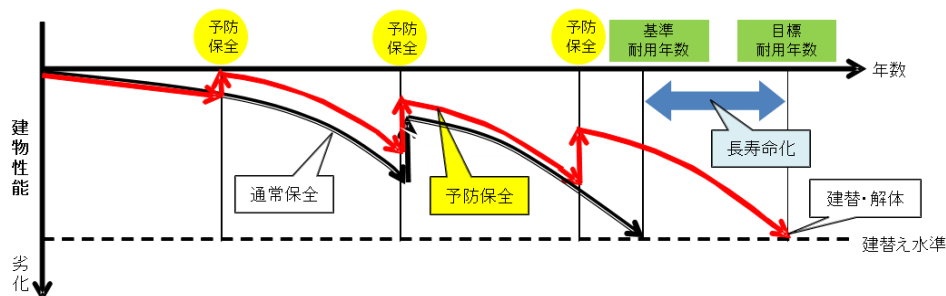 予防
保全
予防
保全
予防
保全
基準
耐用年数
目標
耐用年数
年数
建物性能
長寿命化
通常保全
予防保全
建替・解体
建替え水準
劣化